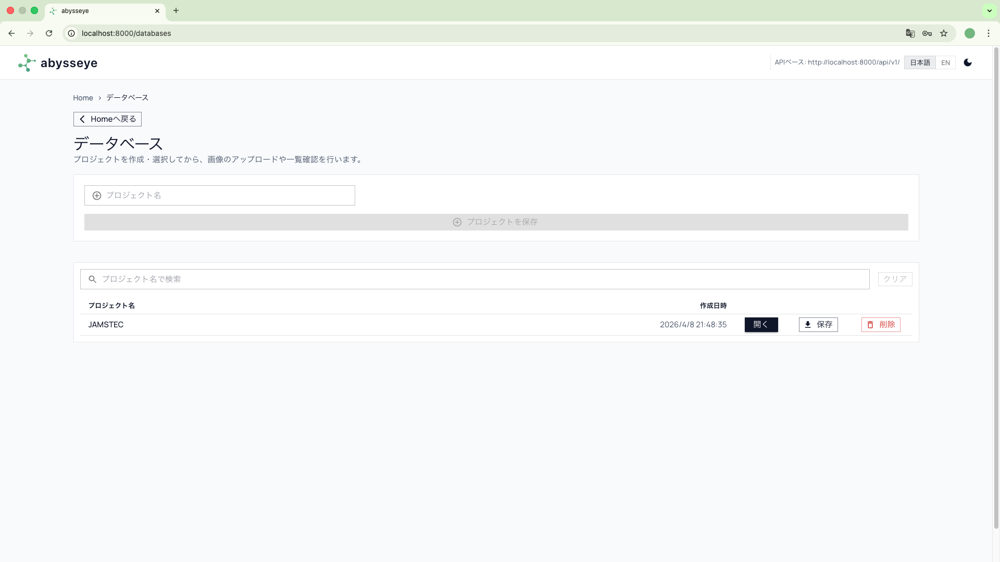 abysseye
localhost:8000/databases
abysseye
APIベース: http://localhost:8000/api/v1/ 日本語 EN
Home > データベース
Homeへ戻る
データベース
プロジェクトを作成・選択してから、画像のアップロードや一覧確認を行います。
プロジェクト名
プロジェクトを保存
プロジェクト名で検索 クリア
プロジェクト名 作成日時
JAMSTEC 2026/4/8 21:48:35 開く 保存 削除